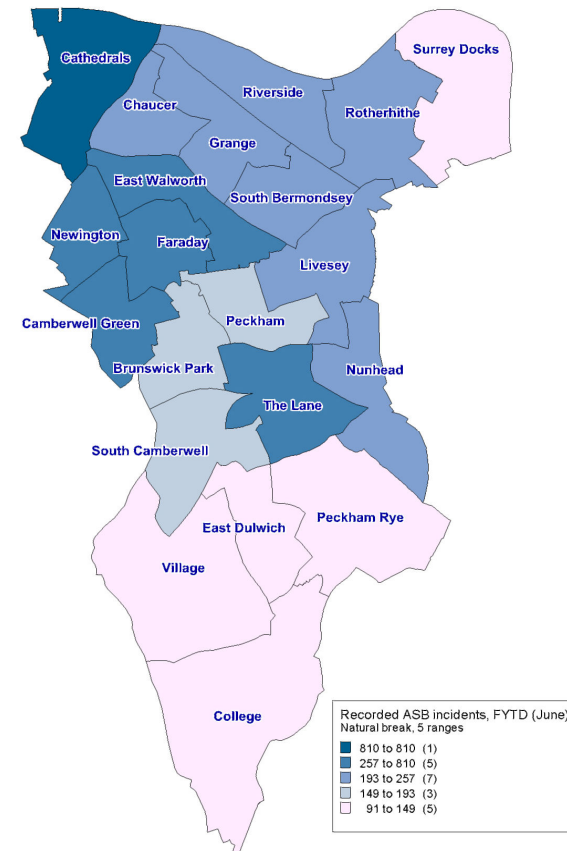 Surrey Docks
Cathedrals
Riverside
Chaucer
Rotherhithe
Grange
East Walworth
South Bermondsey
Newington
Faraday
Livesey
Camberwell Green
Peckham
Brunswick Park
Nunhead
The Lane
South Camberwell
Peckham Rye
East Dulwich
Village
College
Recorded ASB incidents, FYTD (June)
Natural break, 5 ranges
810 to 810 (1)
257 to 810 (5)
193 to 257 (7)
149 to 193 (3)
91 to 149 (5)